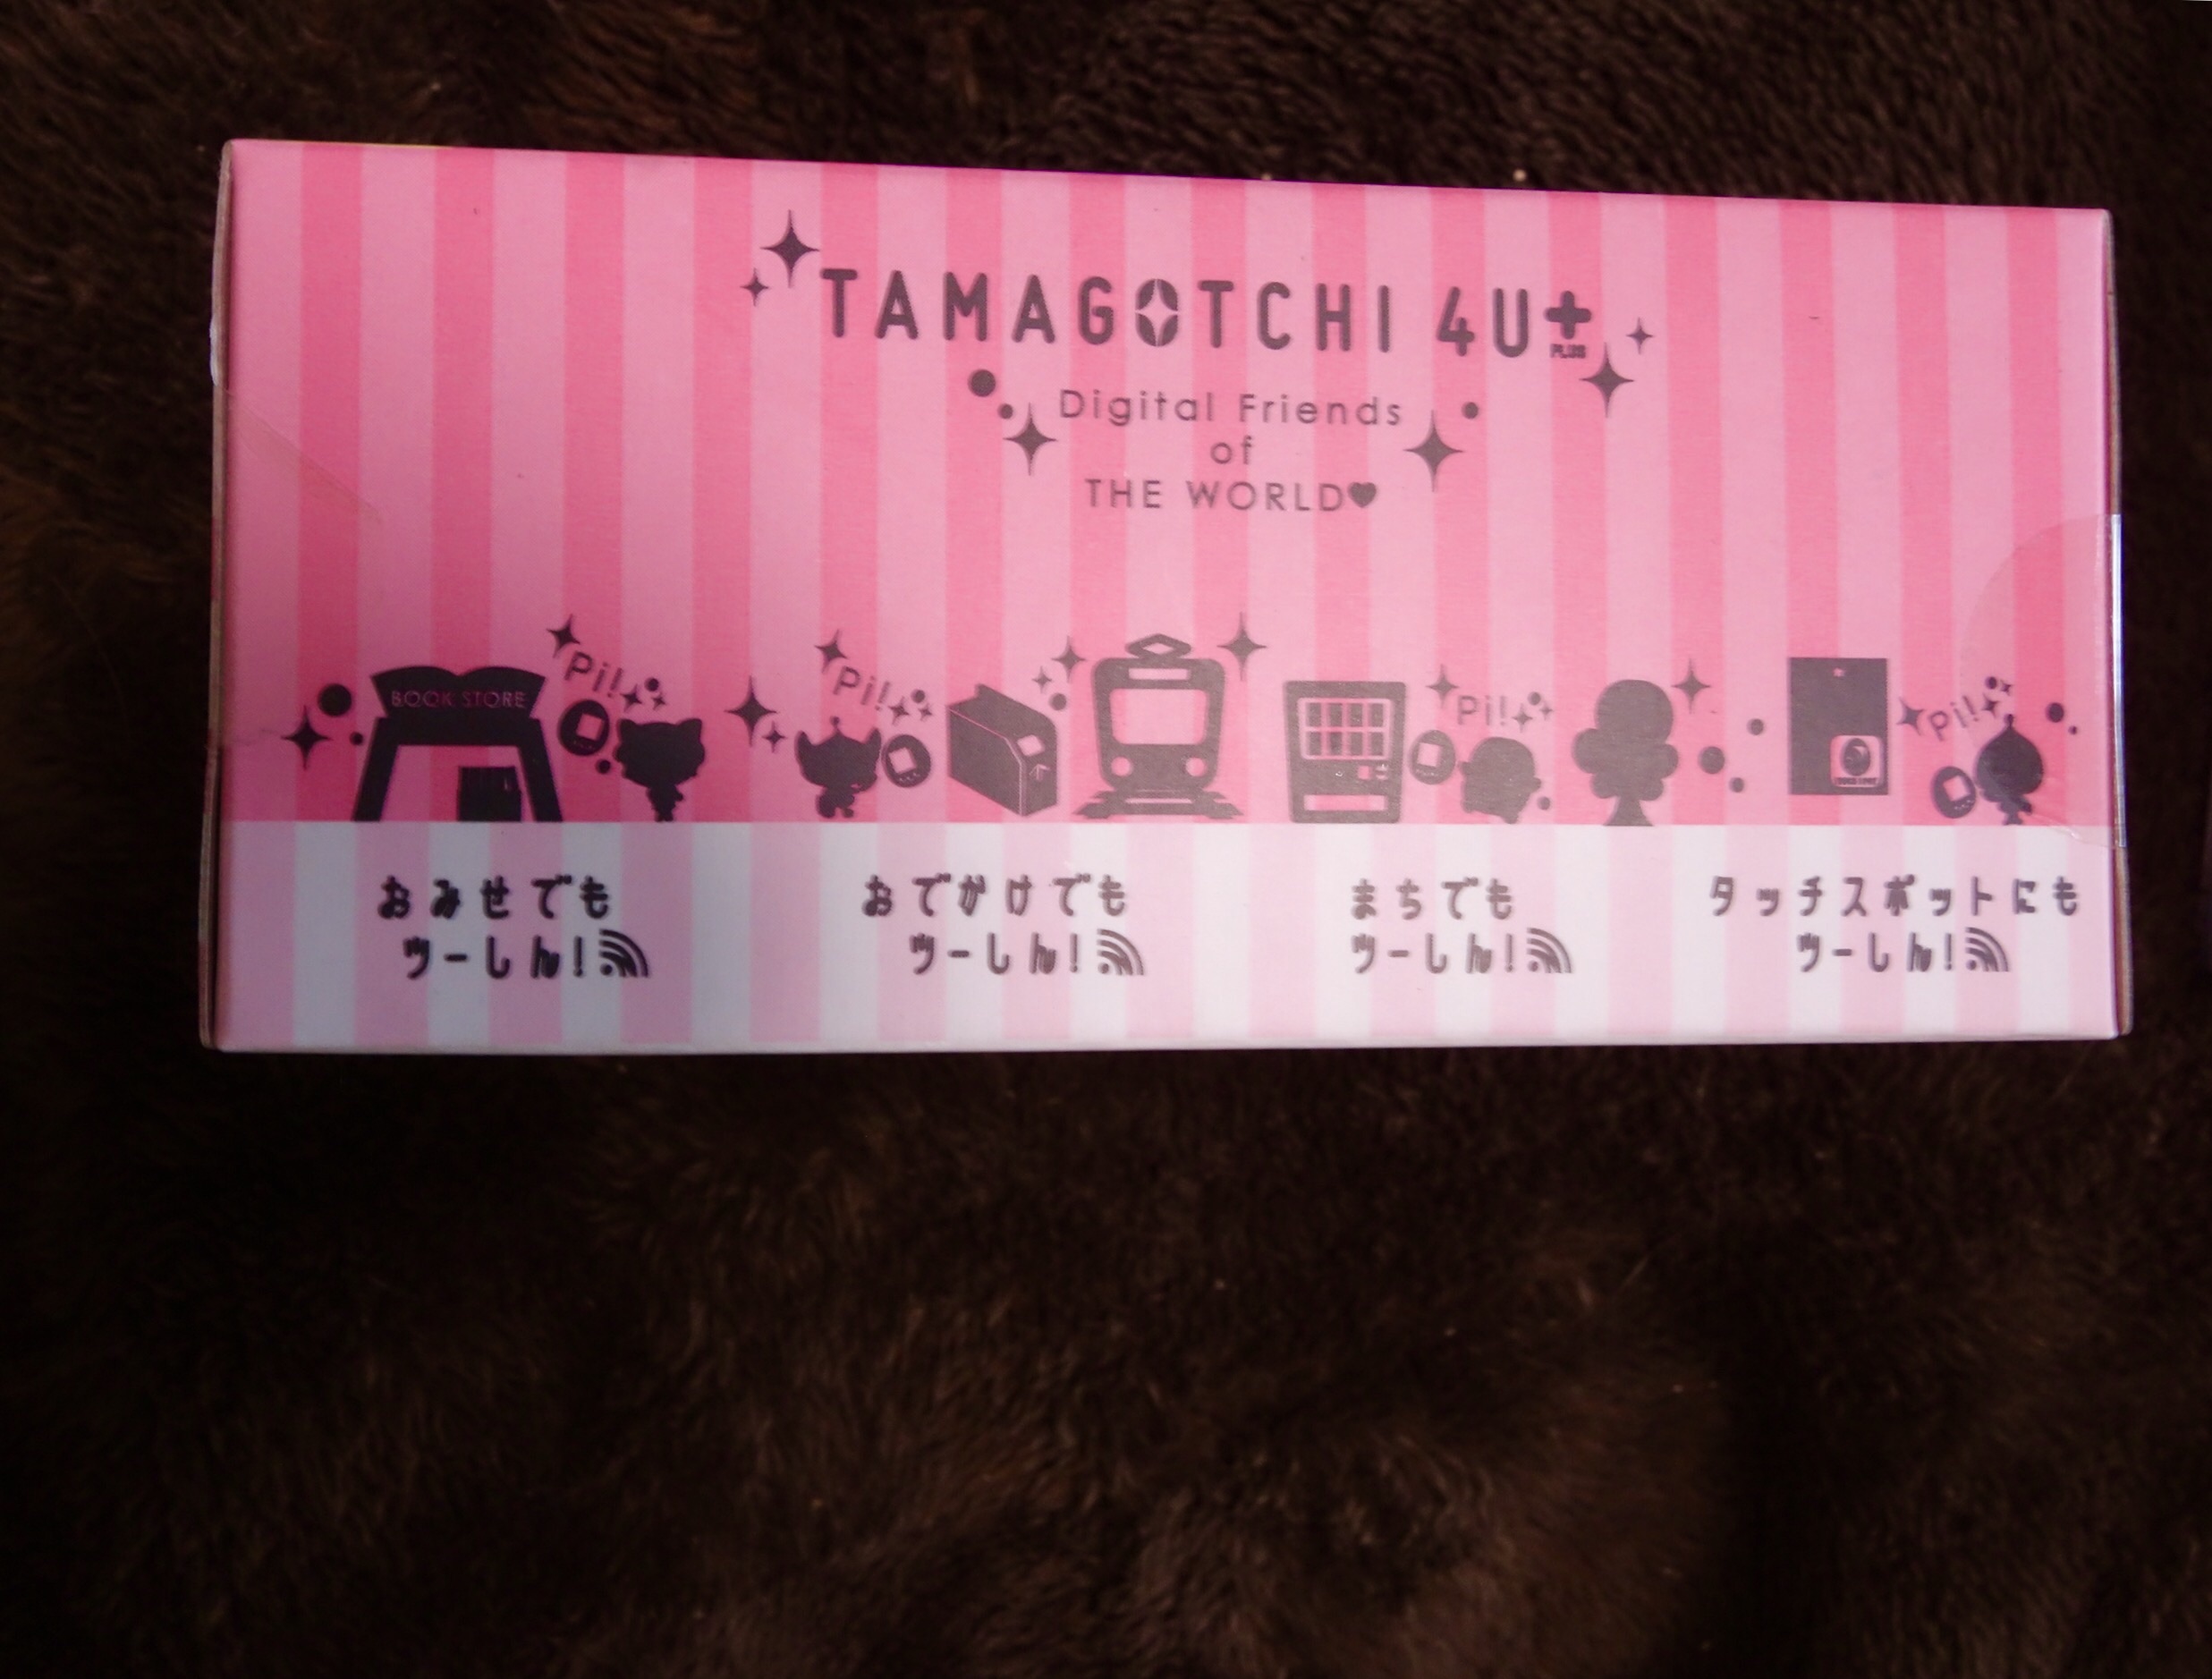 TAMAGOTCHI 4U+
PLUS
Digital Friends
of
THE WORLD♥
BOOK STORE
Pi!
Pi!
Pi!
Pi!
おみせでも
ツーしん!
おでかけでも
ツーしん!
まちでも
ツーしん!
タッチスポットにも
ツーしん!